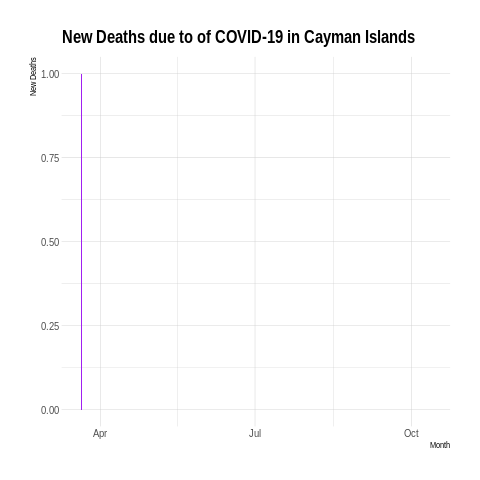 New Deaths due to of COVID-19 in Cayman Islands
New Deaths
1.00
0.75
0.50
0.25
0.00
Apr Jul Oct
Month